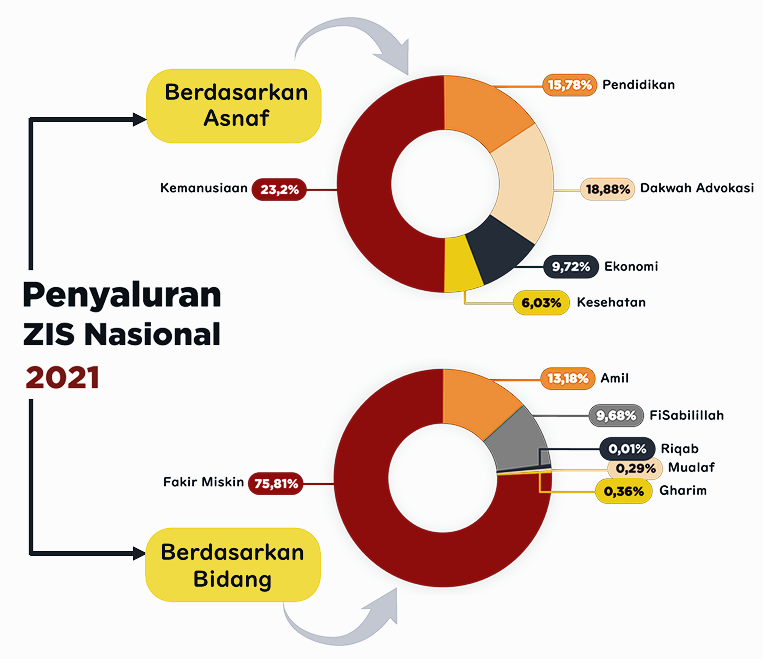 Berdasarkan
Asnaf
15,78% Pendidikan
Kemanusiaan 23,2%
18,88% Dakwah Advokasi
9,72% Ekonomi
6,03% Kesehatan
Penyaluran
ZIS Nasional
2021
13,18% Amil
9,68% FiSabilillah
0,01% Riqab
0,29% Mualaf
Fakir Miskin 75,81%
0,36% Gharim
Berdasarkan
Bidang